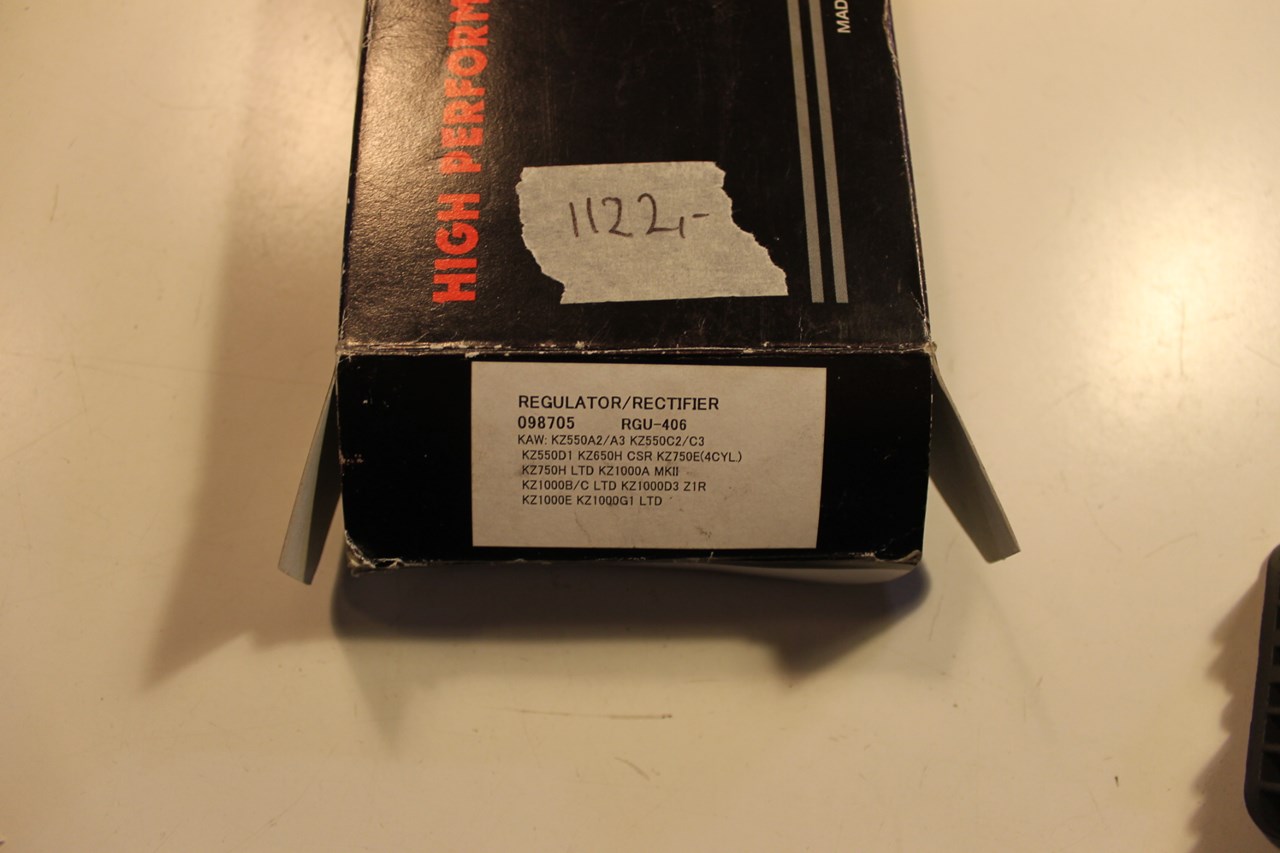 HIGH PERFORM
MAD
1122,-
REGULATOR/RECTIFIER
098705 RGU-406
KAW: KZ550A2/A3 KZ550C2/C3
KZ550D1 KZ650H CSR KZ750E(4CYL.)
KZ750H LTD KZ1000A MKII
KZ1000B/C LTD KZ1000D3 Z1R
KZ1000E KZ1000G1 LTD